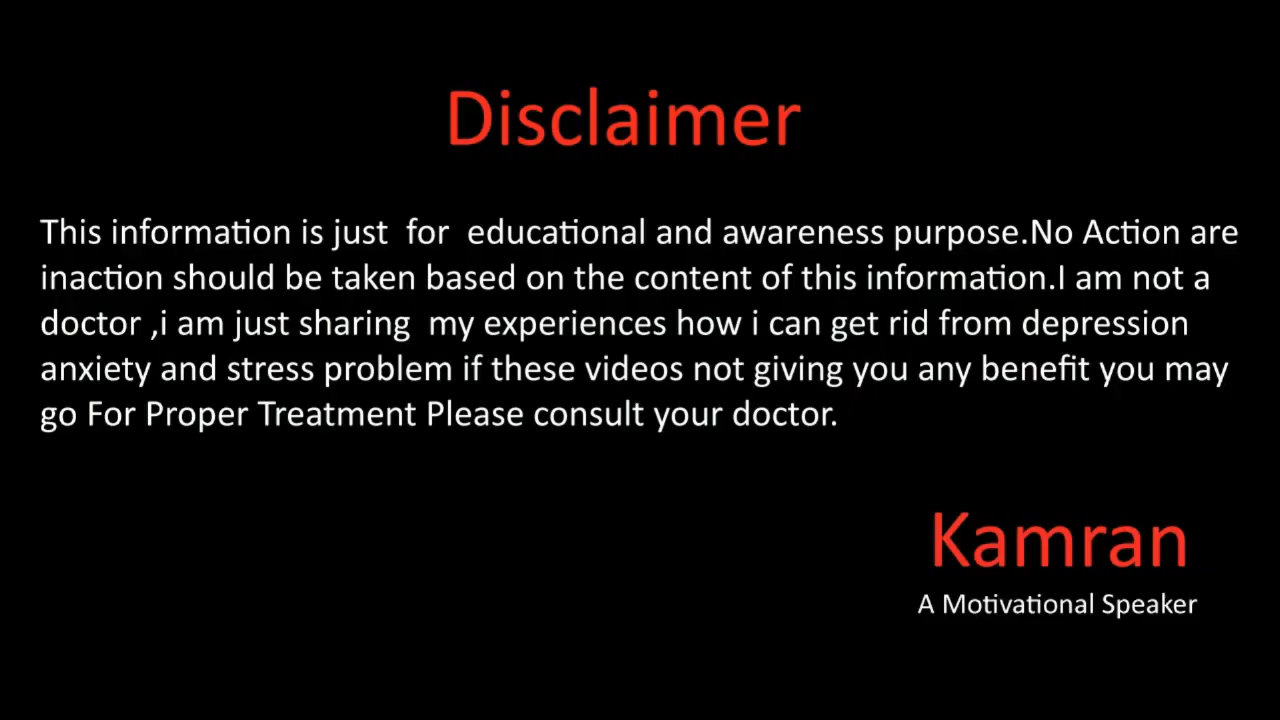 Disclaimer
This information is just  for  educational and awareness purpose.No Action are
inaction should be taken based on the content of this information.I am not a
doctor ,i am just sharing  my experiences how i can get rid from depression
anxiety and stress problem if these videos not giving you any benefit you may
go For Proper Treatment Please consult your doctor.
Kamran
A Motivational Speaker